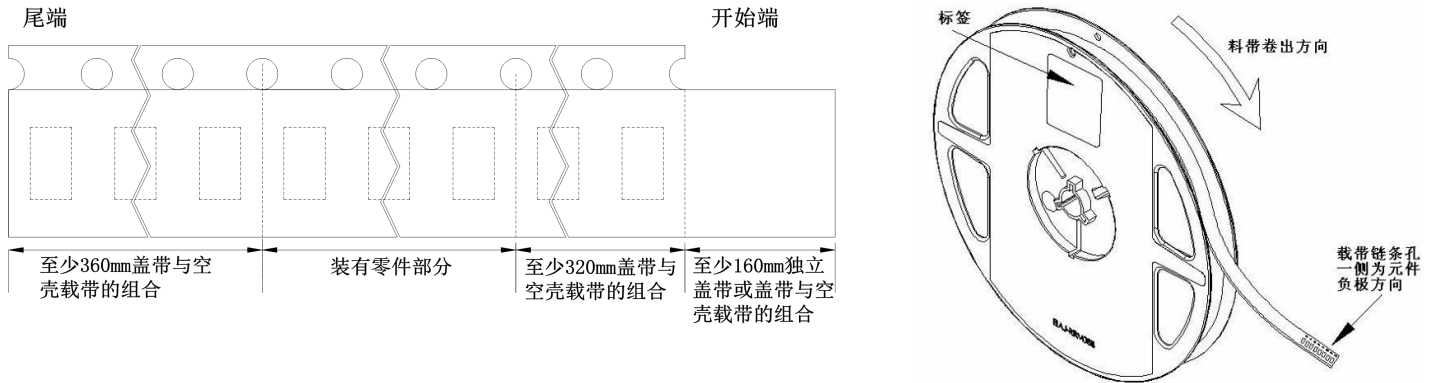 尾端
开始端
至少360mm盖带与空
壳载带的组合
装有零件部分
至少320mm盖带与
空壳载带的组合
至少160mm独立
盖带或盖带与空
壳载带的组合
标签
料带卷出方向
载带链条孔
一侧为元件
负极方向